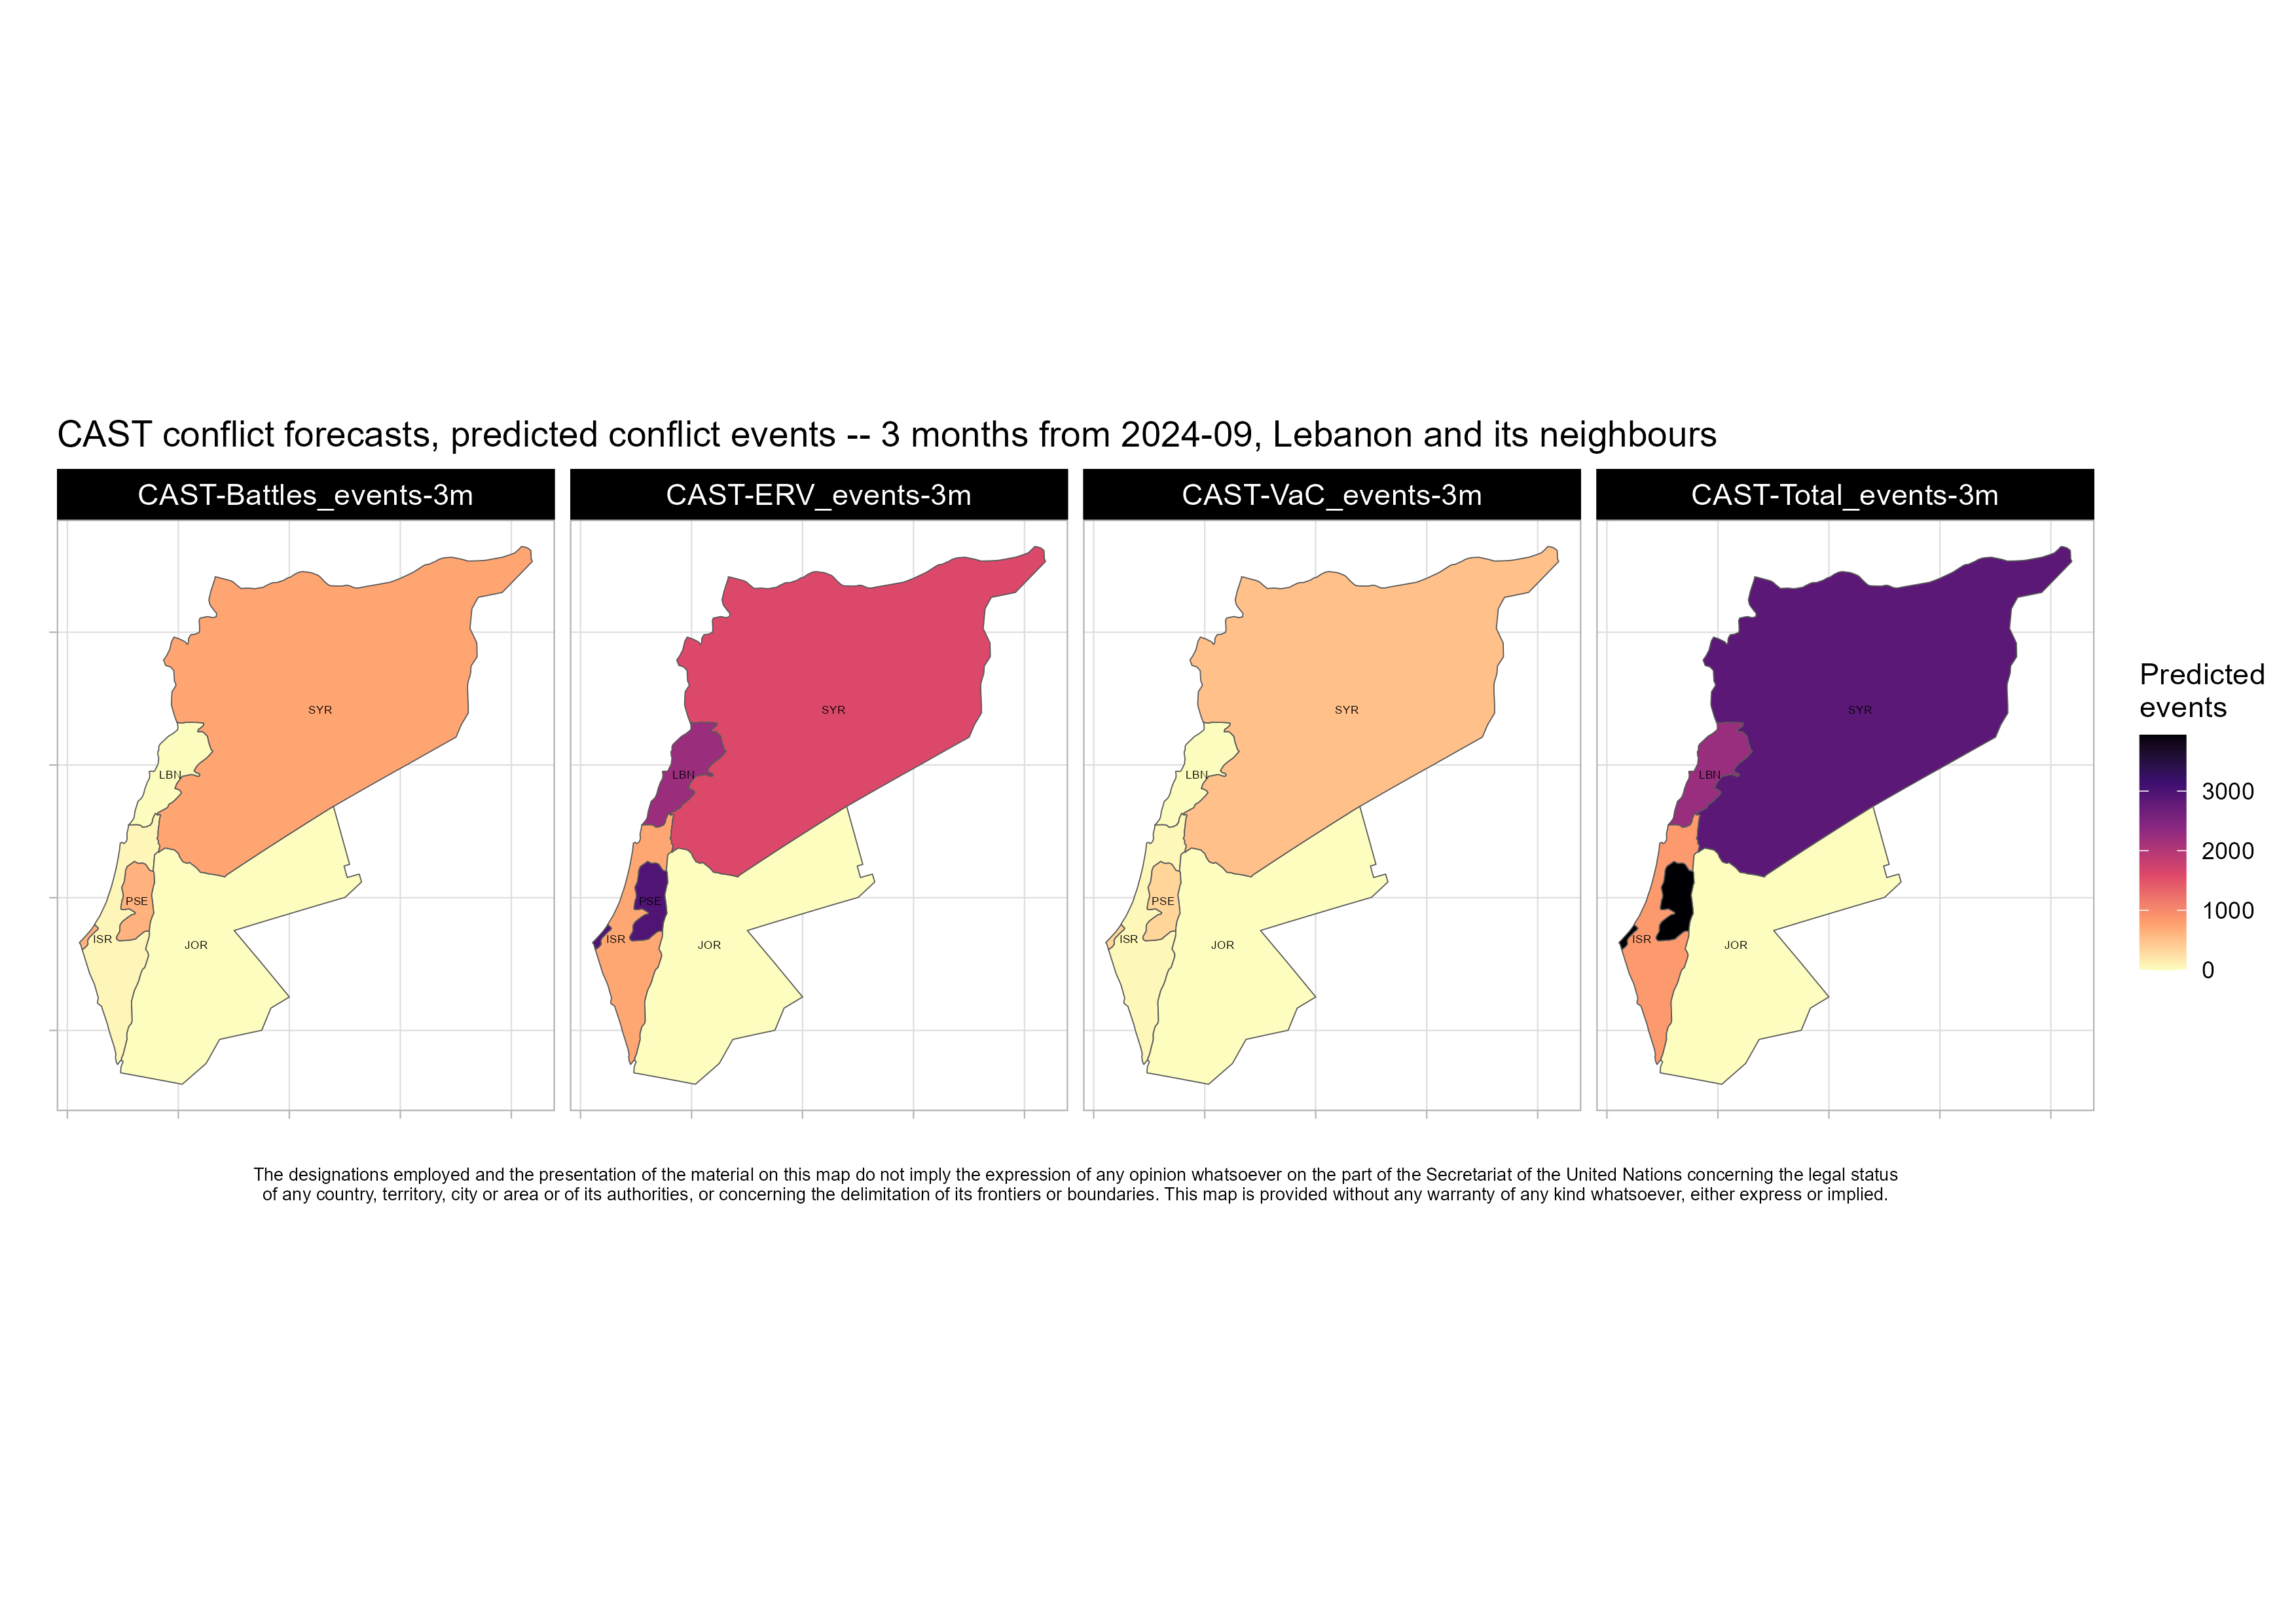 CAST conflict forecasts, predicted conflict events -- 3 months from 2024-09, Lebanon and its neighbours
CAST-Battles_events-3m
SYR
LBN
PSE
ISR
JOR
CAST-ERV_events-3m
SYR
LBN
PSE
ISR
JOR
CAST-VaC_events-3m
SYR
LBN
PSE
ISR
JOR
CAST-Total_events-3m
SYR
LBN
ISR
JOR
Predicted
events
3000
2000
1000
0
The designations employed and the presentation of the material on this map do not imply the expression of any opinion whatsoever on the part of the Secretariat of the United Nations concerning the legal status
of any country, territory, city or area or of its authorities, or concerning the delimitation of its frontiers or boundaries. This map is provided without any warranty of any kind whatsoever, either express or implied.